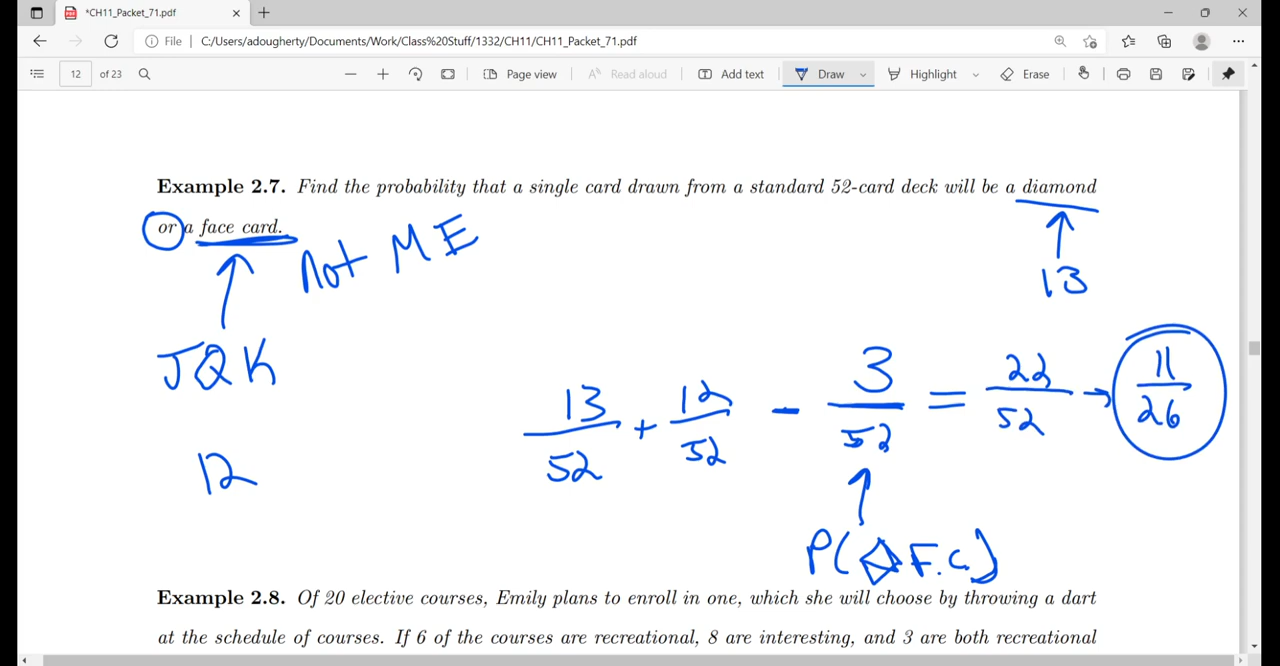 *CH11_Packet_71.pdf
File C:/Users/adougherty/Documents/Work/Class%20Stuff/1332/CH11/CH11_Packet_71.pdf
12 of 23 Page view Read aloud Add text Draw Highlight Erase
Example 2.7. Find the probability that a single card drawn from a standard 52-card deck will be a diamond
or a face card.
not ME
13
JQK
13/52 + 12/52 - 3/52 = 22/52 → 11/26
12
P(◇ F.C)
Example 2.8. Of 20 elective courses, Emily plans to enroll in one, which she will choose by throwing a dart
at the schedule of courses. If 6 of the courses are recreational, 8 are interesting, and 3 are both recreational